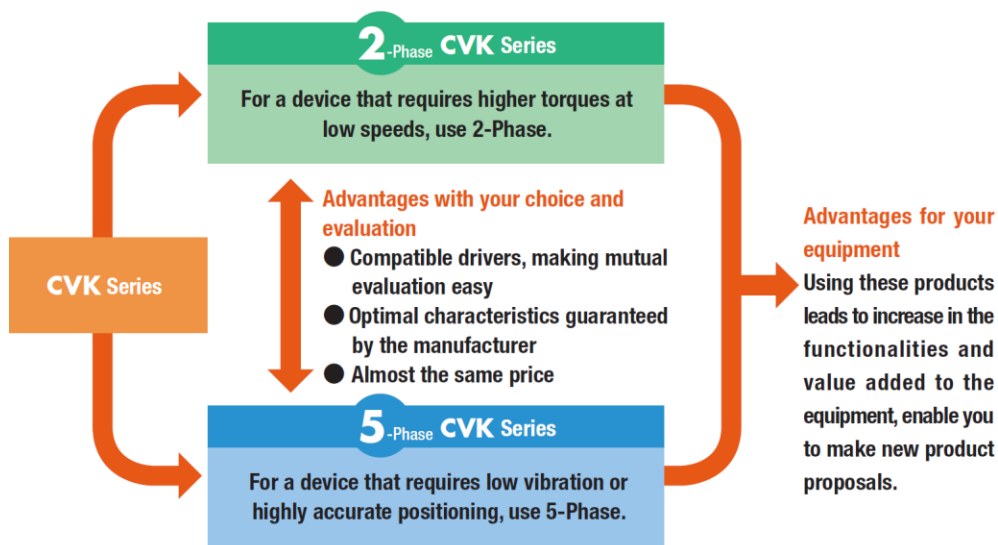 2-Phase CVK Series
For a device that requires higher torques at
low speeds, use 2-Phase.
CVK Series
Advantages with your choice and
evaluation
● Compatible drivers, making mutual
evaluation easy
● Optimal characteristics guaranteed
by the manufacturer
● Almost the same price
5-Phase CVK Series
For a device that requires low vibration or
highly accurate positioning, use 5-Phase.
Advantages for your
equipment
Using these products
leads to increase in the
functionalities and
value added to the
equipment, enable you
to make new product
proposals.